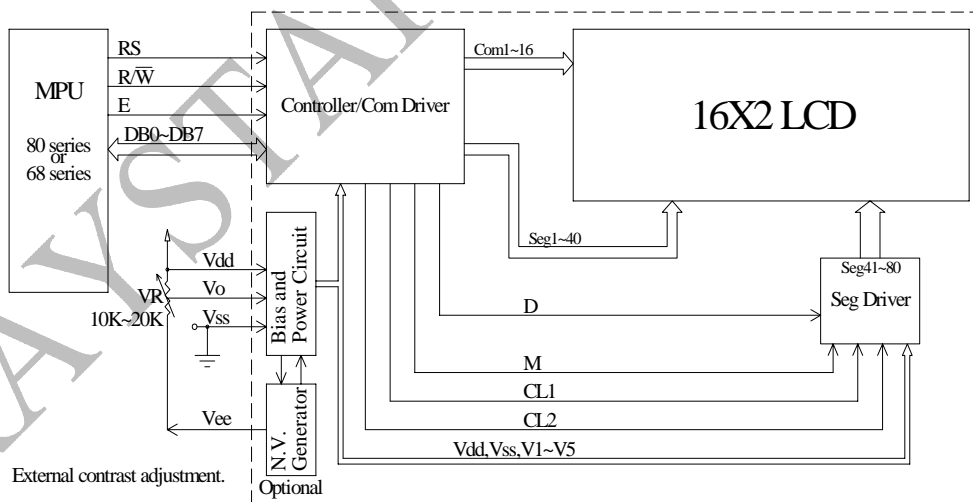 MPU
80 series
or
68 series
RS
R/W̅
E
DB0~DB7
Controller/Com Driver
Com1~16
16X2 LCD
Seg1~40
Seg41~80
Seg Driver
Vdd
Vo
Vss
VR
10K~20K
Bias and
Power Circuit
D
M
CL1
CL2
Vdd,Vss,V1~V5
Vee
N.V.
Generator
Optional
External contrast adjustment.